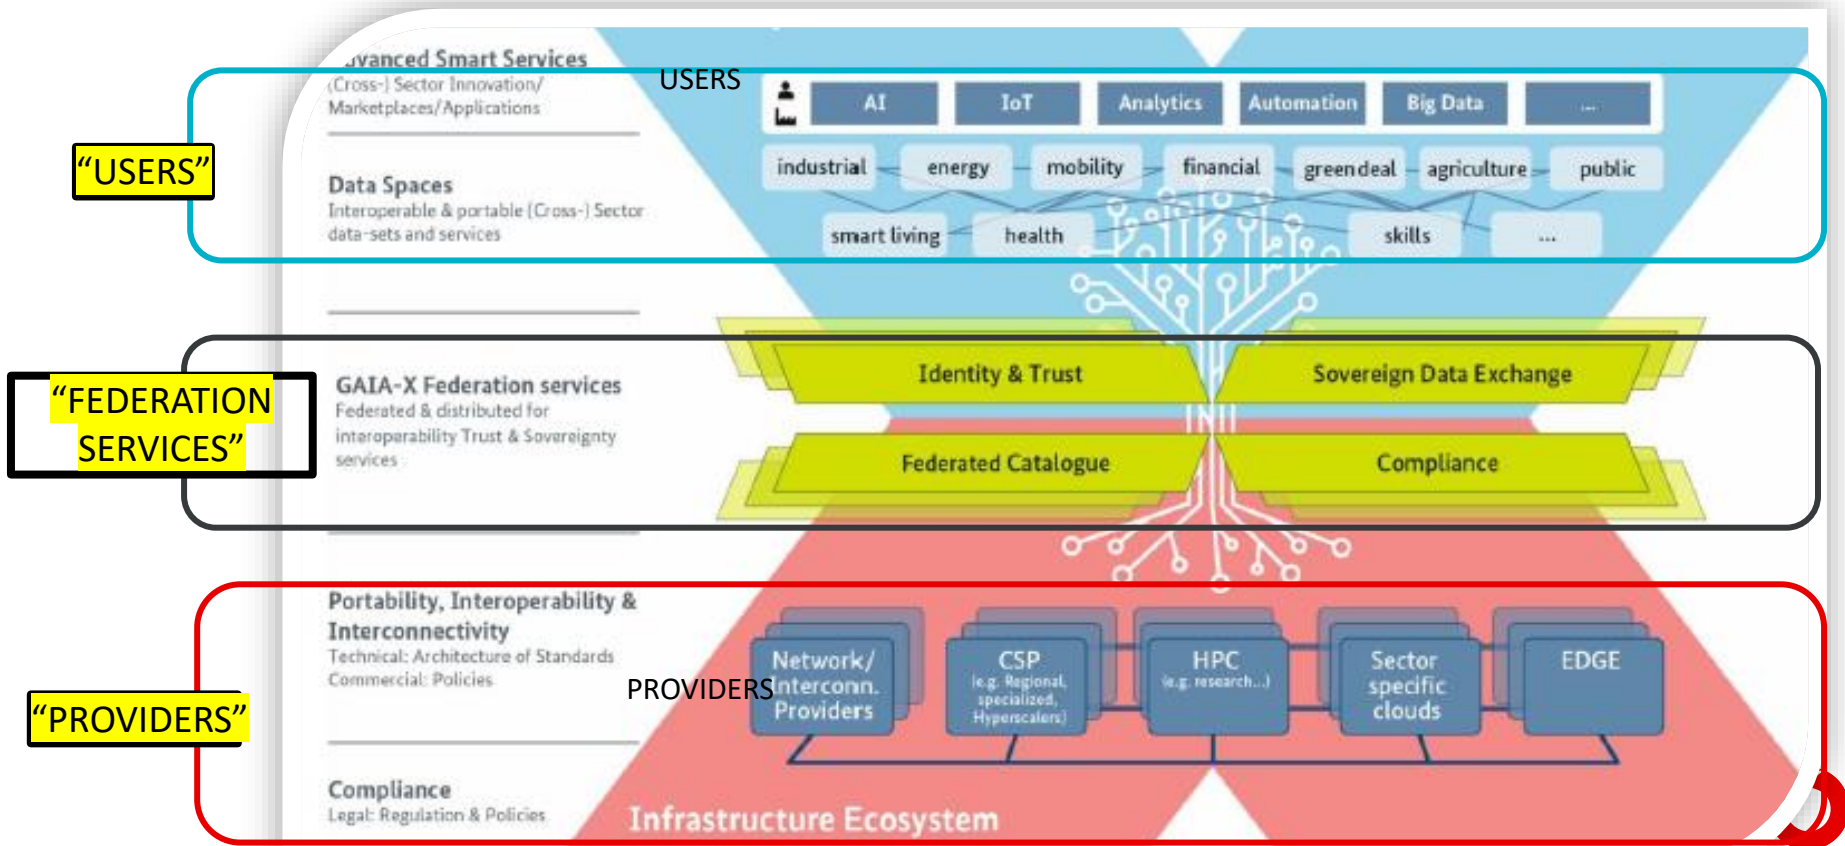 Advanced Smart Services
(Cross-) Sector Innovation/
Marketplaces/Applications
USERS
AI
IoT
Analytics
Automation
Big Data
...
"USERS"
Data Spaces
Interoperable & portable (Cross-) Sector
data-sets and services
industrial
energy
mobility
financial
green deal
agriculture
public
smart living
health
skills
...
“FEDERATION
SERVICES”
GAIA-X Federation services
Federated & distributed for
interoperability Trust & Sovereignty
services
Identity & Trust
Sovereign Data Exchange
Federated Catalogue
Compliance
“PROVIDERS”
Portability, Interoperability &
Interconnectivity
Technical: Architecture of Standards
Commercial: Policies
PROVIDERS
Network/
Interconn.
Providers
CSP
(e.g. Regional,
specialized,
Hyperscalers)
HPC
(e.g. research...)
Sector
specific
clouds
EDGE
Compliance
Legal: Regulation & Policies
Infrastructure Ecosystem